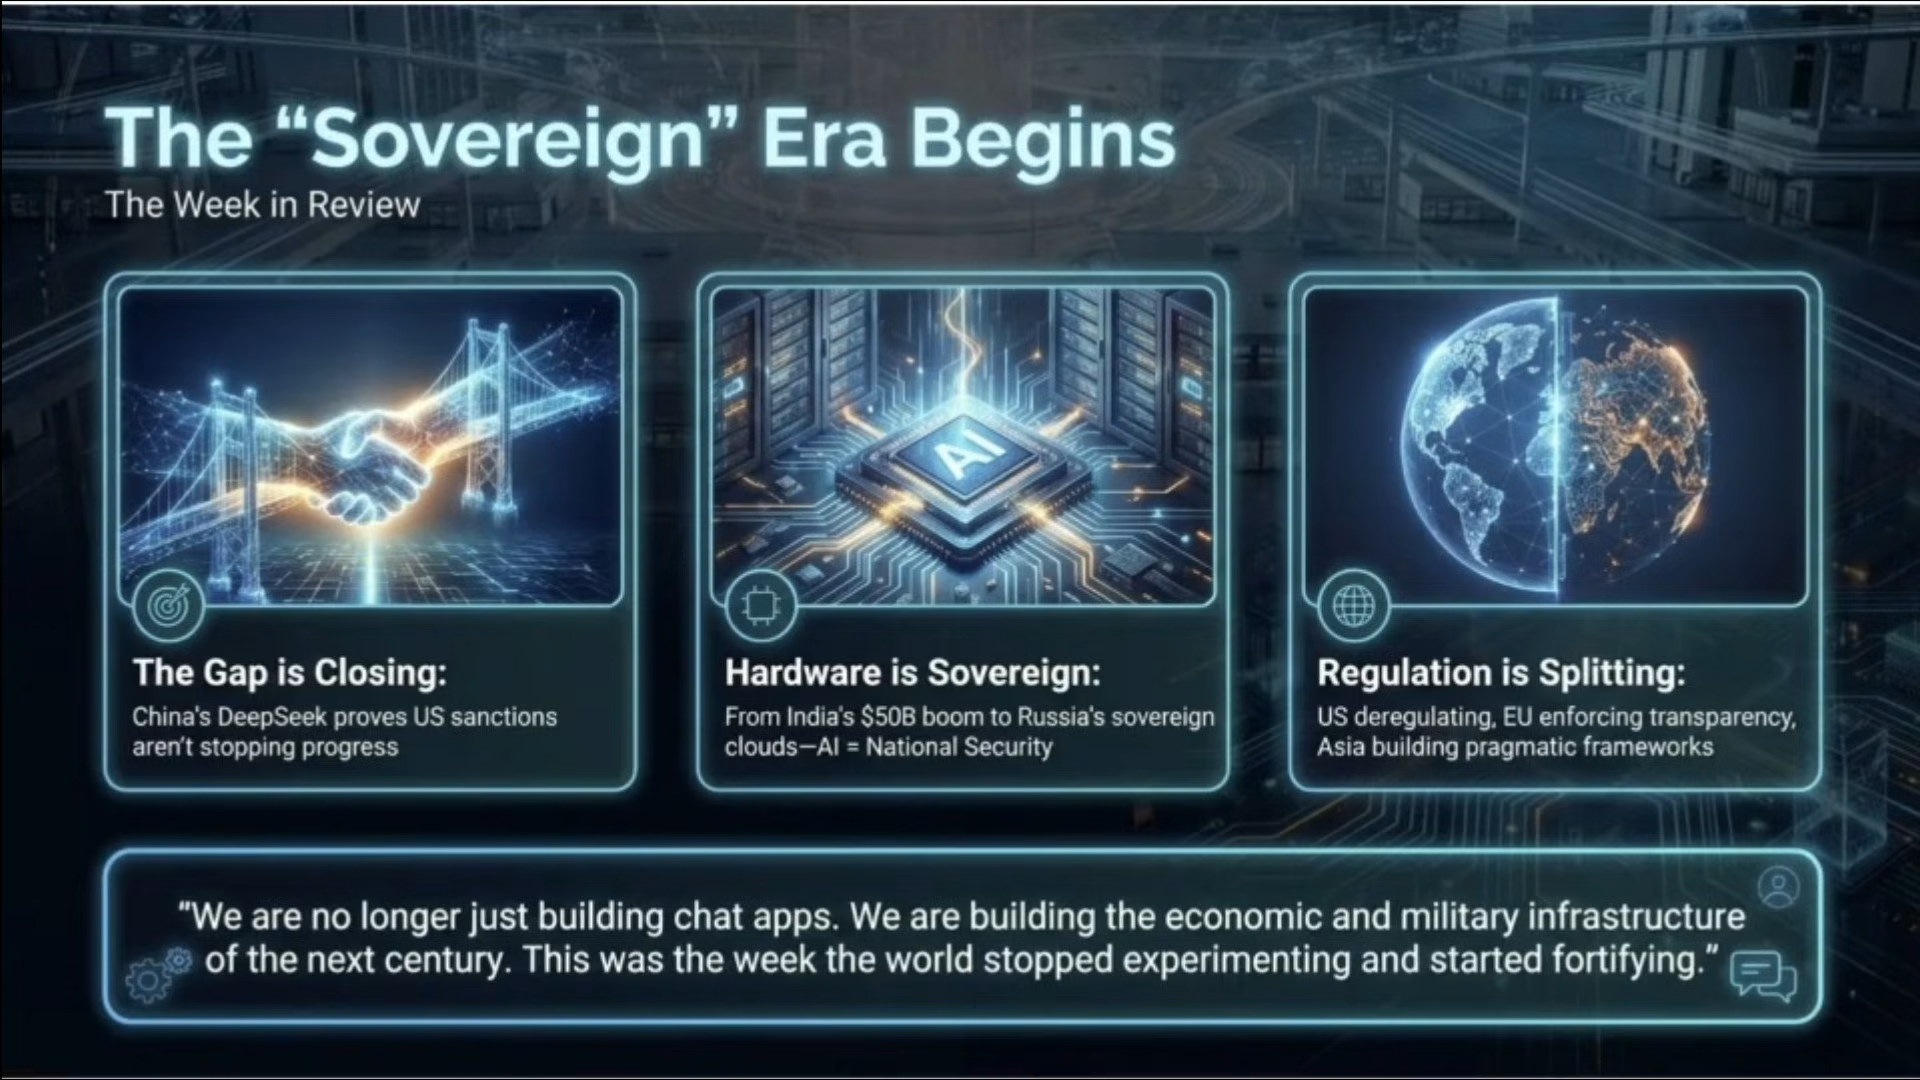 The “Sovereign” Era Begins
The Week in Review
AI
The Gap is Closing:
China's DeepSeek proves US sanctions
aren't stopping progress
Hardware is Sovereign:
From India's $50B boom to Russia's sovereign
clouds—AI = National Security
Regulation is Splitting:
US deregulating, EU enforcing transparency,
Asia building pragmatic frameworks
"We are no longer just building chat apps. We are building the economic and military infrastructure
of the next century. This was the week the world stopped experimenting and started fortifying."